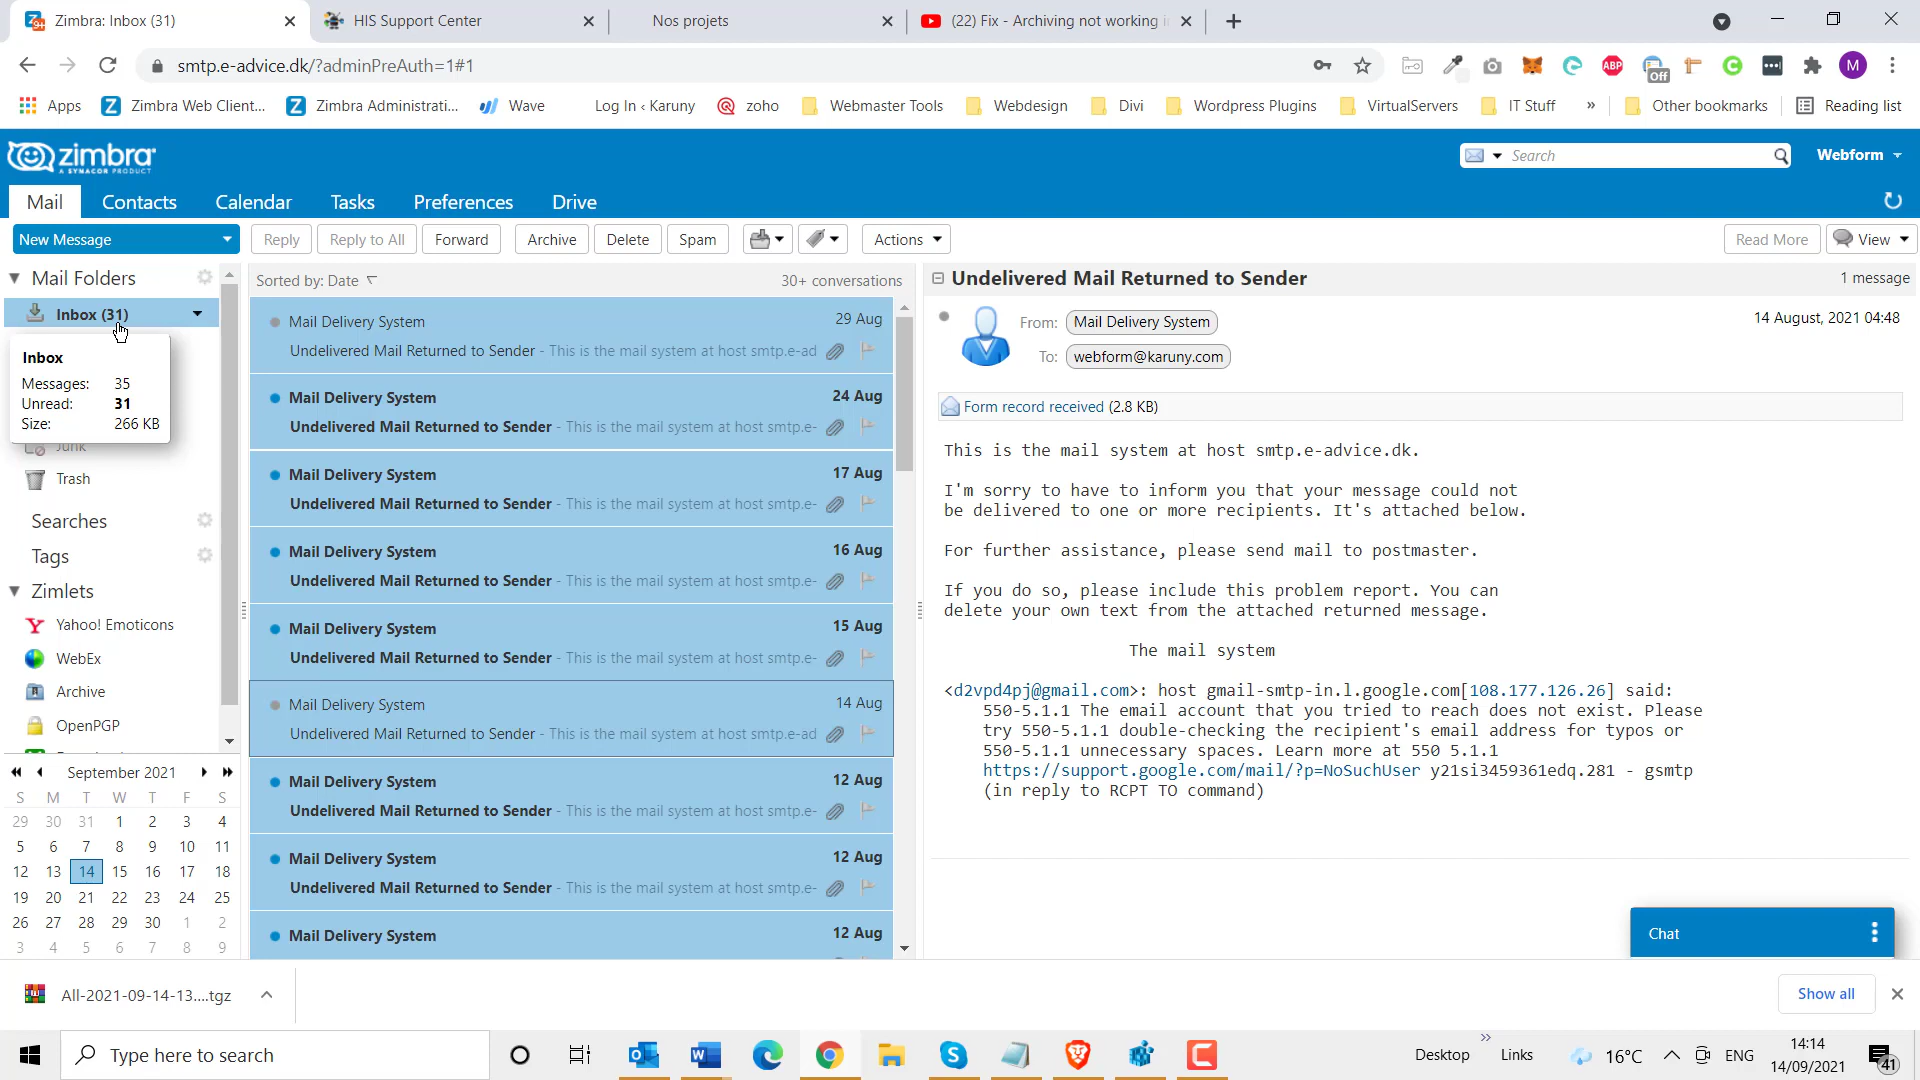 Zimbra: Inbox (31)
HIS Support Center
Nos projets
(22) Fix - Archiving not working i
smtp.e-advice.dk/?adminPreAuth=1#1
ABP
Off
M
Apps
Zimbra Web Client...
Zimbra Administrati...
Wave
Log In ‹ Karuny
zoho
Webmaster Tools
Webdesign
Divi
Wordpress Plugins
VirtualServers
IT Stuff
»
Other bookmarks
Reading list
zimbra
A SYNACOR PRODUCT
Search
Webform
Mail
Contacts
Calendar
Tasks
Preferences
Drive
New Message
Reply
Reply to All
Forward
Archive
Delete
Spam
Actions
Read More
View
Mail Folders
Inbox (31)
Inbox
Messages: 35
Unread: 31
Size: 266 KB
Junk
Trash
Searches
Tags
Zimlets
Yahoo! Emoticons
WebEx
Archive
OpenPGP
September 2021
S M T W T F S
29 30 31 1 2 3 4
5 6 7 8 9 10 11
12 13 14 15 16 17 18
19 20 21 22 23 24 25
26 27 28 29 30 1 2
3 4 5 6 7 8 9
Sorted by: Date
30+ conversations
Mail Delivery System 29 Aug
Undelivered Mail Returned to Sender - This is the mail system at host smtp.e-ad
Mail Delivery System 24 Aug
Undelivered Mail Returned to Sender - This is the mail system at host smtp.e-
Mail Delivery System 17 Aug
Undelivered Mail Returned to Sender - This is the mail system at host smtp.e-
Mail Delivery System 16 Aug
Undelivered Mail Returned to Sender - This is the mail system at host smtp.e-
Mail Delivery System 15 Aug
Undelivered Mail Returned to Sender - This is the mail system at host smtp.e-
Mail Delivery System 14 Aug
Undelivered Mail Returned to Sender - This is the mail system at host smtp.e-ad
Mail Delivery System 12 Aug
Undelivered Mail Returned to Sender - This is the mail system at host smtp.e-
Mail Delivery System 12 Aug
Undelivered Mail Returned to Sender - This is the mail system at host smtp.e-
Mail Delivery System 12 Aug
Undelivered Mail Returned to Sender
1 message
From: Mail Delivery System
14 August, 2021 04:48
To: webform@karuny.com
Form record received (2.8 KB)
This is the mail system at host smtp.e-advice.dk.
I'm sorry to have to inform you that your message could not
be delivered to one or more recipients. It's attached below.
For further assistance, please send mail to postmaster.
If you do so, please include this problem report. You can
delete your own text from the attached returned message.
The mail system
<d2vpd4pj@gmail.com>: host gmail-smtp-in.l.google.com[108.177.126.26] said:
550-5.1.1 The email account that you tried to reach does not exist. Please
try 550-5.1.1 double-checking the recipient's email address for typos or
550-5.1.1 unnecessary spaces. Learn more at 550 5.1.1
https://support.google.com/mail/?p=NoSuchUser y21si3459361edq.281 - gsmtp
(in reply to RCPT TO command)
Chat
All-2021-09-14-13....tgz
Show all
Type here to search
Desktop
»
Links
16°C
ENG
14:14
14/09/2021
41